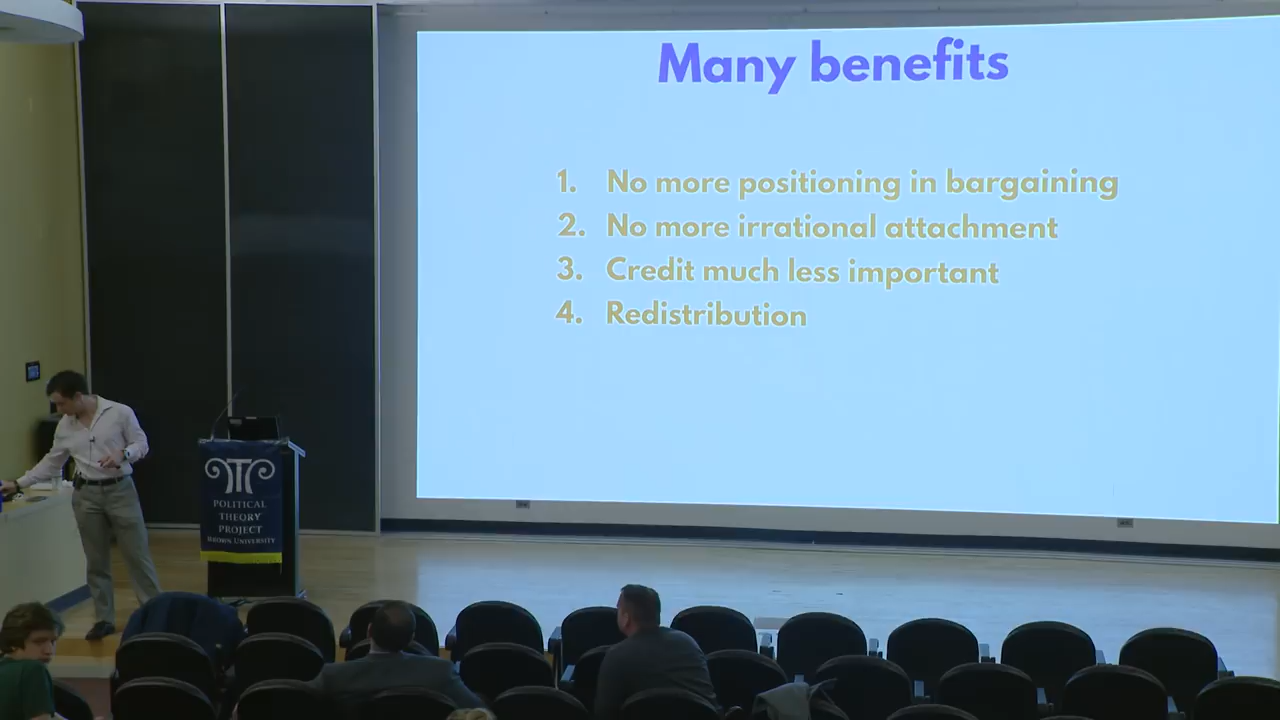 Many benefits
1. No more positioning in bargaining
2. No more irrational attachment
3. Credit much less important
4. Redistribution
POLITICAL
THEORY
PROJECT
BROWN UNIVERSITY